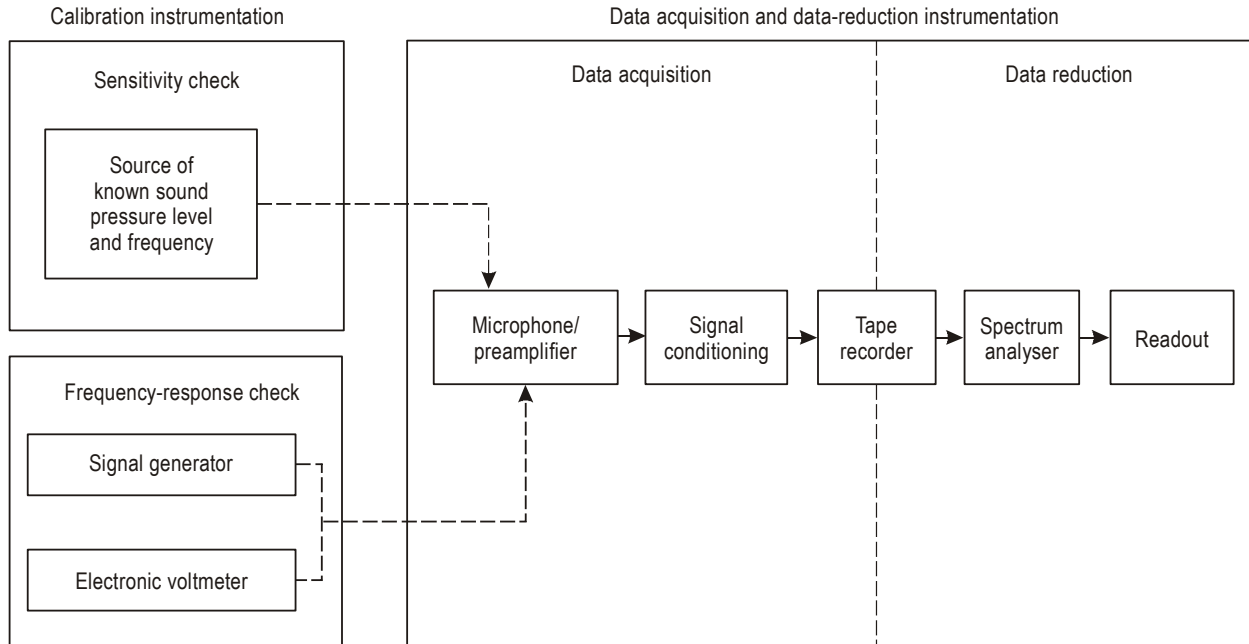 Calibration instrumentation
Data acquisition and data-reduction instrumentation
Sensitivity check
Source of
known sound
pressure level
and frequency
Frequency-response check
Signal generator
Electronic voltmeter
Data acquisition
Data reduction
Microphone/
preamplifier
Signal
conditioning
Tape
recorder
Spectrum
analyser
Readout